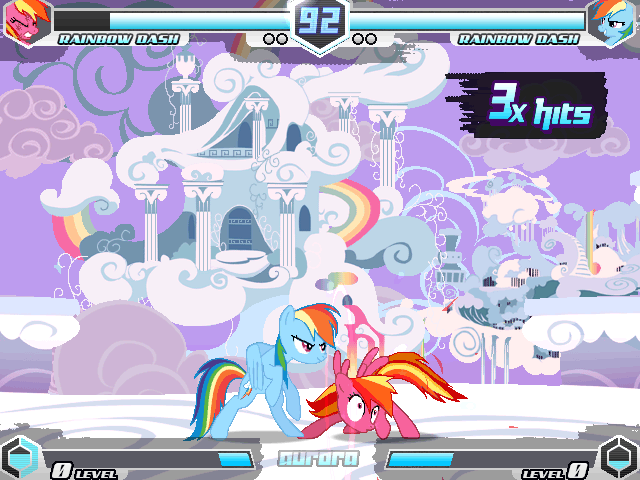 92
RAINBOW DASH
RAINBOW DASH
3x hits
0 LEVEL
aurora
LEVEL 0